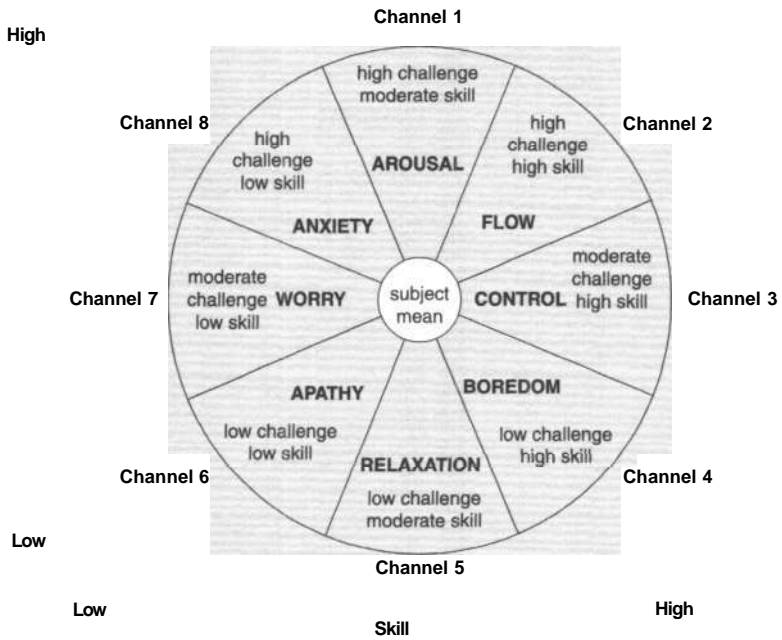 Channel 1
High
high challenge
moderate skill
AROUSAL
Channel 8
high
challenge
low skill
ANXIETY
Channel 2
high
challenge
high skill
FLOW
Channel 7
moderate
challenge
low skill
WORRY
subject
mean
CONTROL
moderate
challenge
high skill
Channel 3
APATHY
low challenge
low skill
Channel 6
RELAXATION
low challenge
moderate skill
BOREDOM
low challenge
high skill
Channel 4
Low
Channel 5
Low
Skill
High